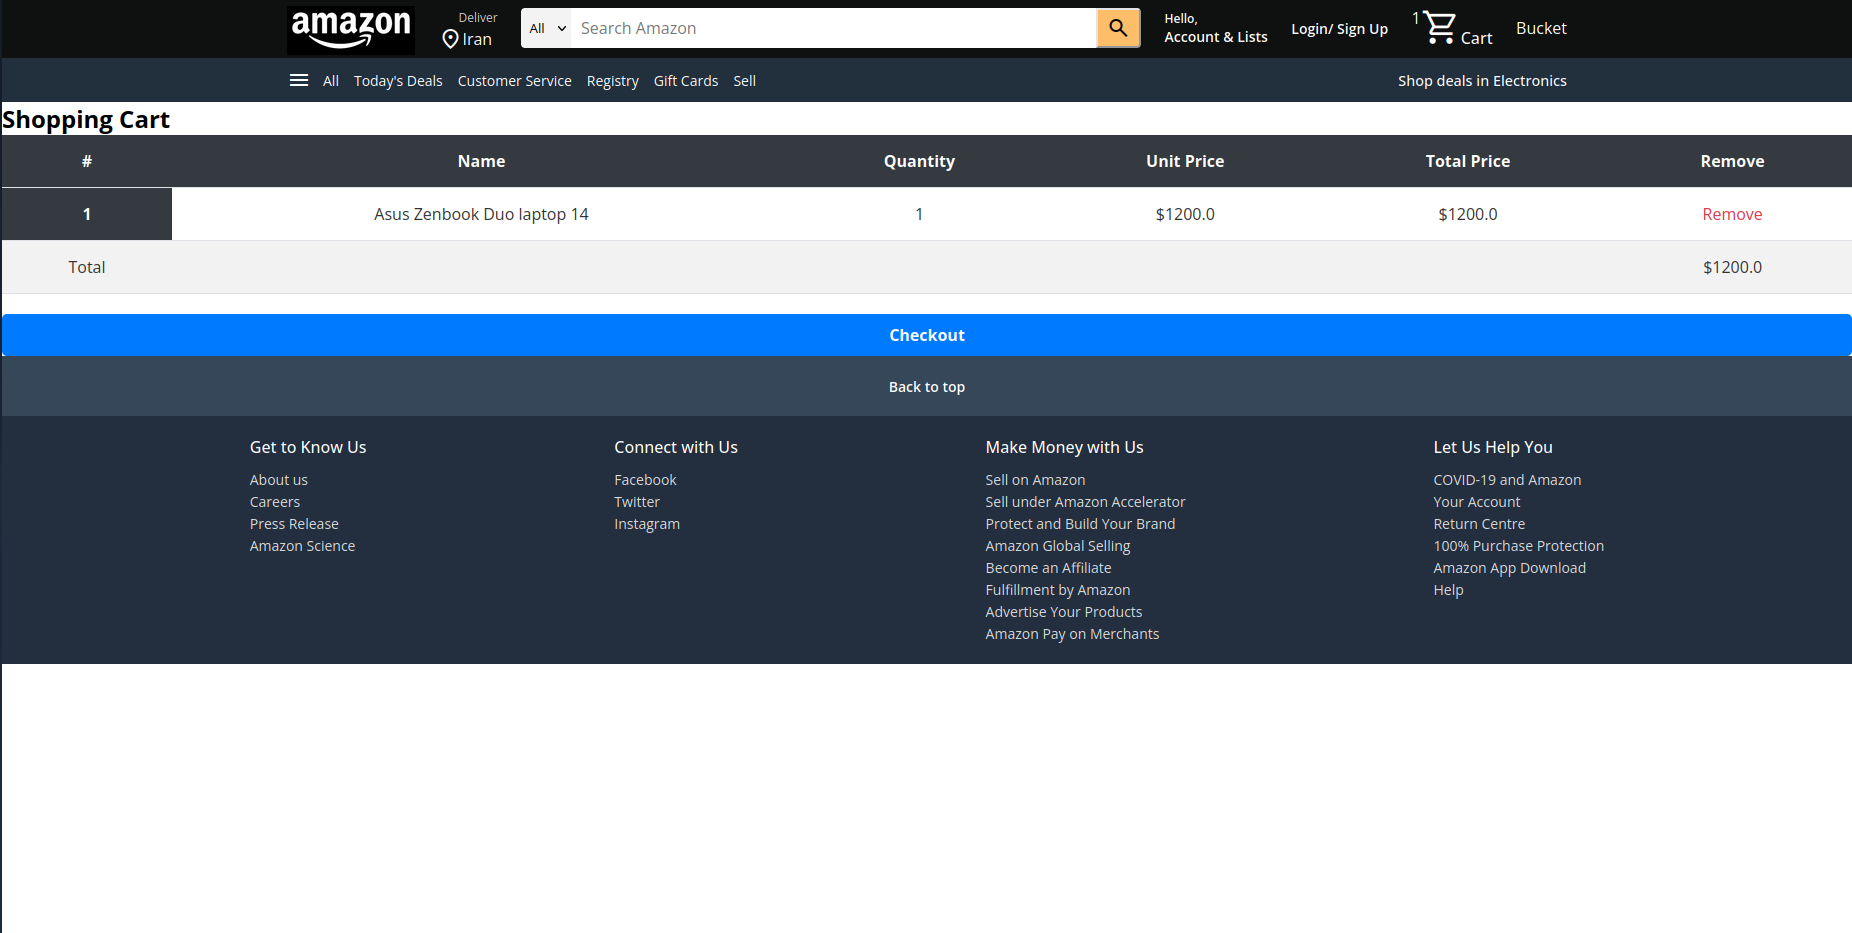 amazon
Deliver
Iran
All
Search Amazon
Hello,
Account & Lists
Login/ Sign Up
1
Cart
Bucket
All Today's Deals Customer Service Registry Gift Cards Sell
Shop deals in Electronics
Shopping Cart
# Name Quantity Unit Price Total Price Remove
1 Asus Zenbook Duo laptop 14 1 $1200.0 $1200.0 Remove
Total $1200.0
Checkout
Back to top
Get to Know Us
About us
Careers
Press Release
Amazon Science
Connect with Us
Facebook
Twitter
Instagram
Make Money with Us
Sell on Amazon
Sell under Amazon Accelerator
Protect and Build Your Brand
Amazon Global Selling
Become an Affiliate
Fulfillment by Amazon
Advertise Your Products
Amazon Pay on Merchants
Let Us Help You
COVID-19 and Amazon
Your Account
Return Centre
100% Purchase Protection
Amazon App Download
Help